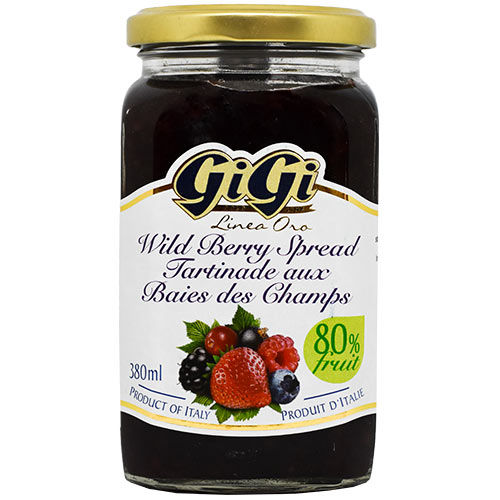 GiGi
Linea Oro
Wild Berry Spread
Tartinade aux
Baies des Champs
80%
fruit
380ml
PRODUCT OF ITALY
PRODUIT D'ITALIE